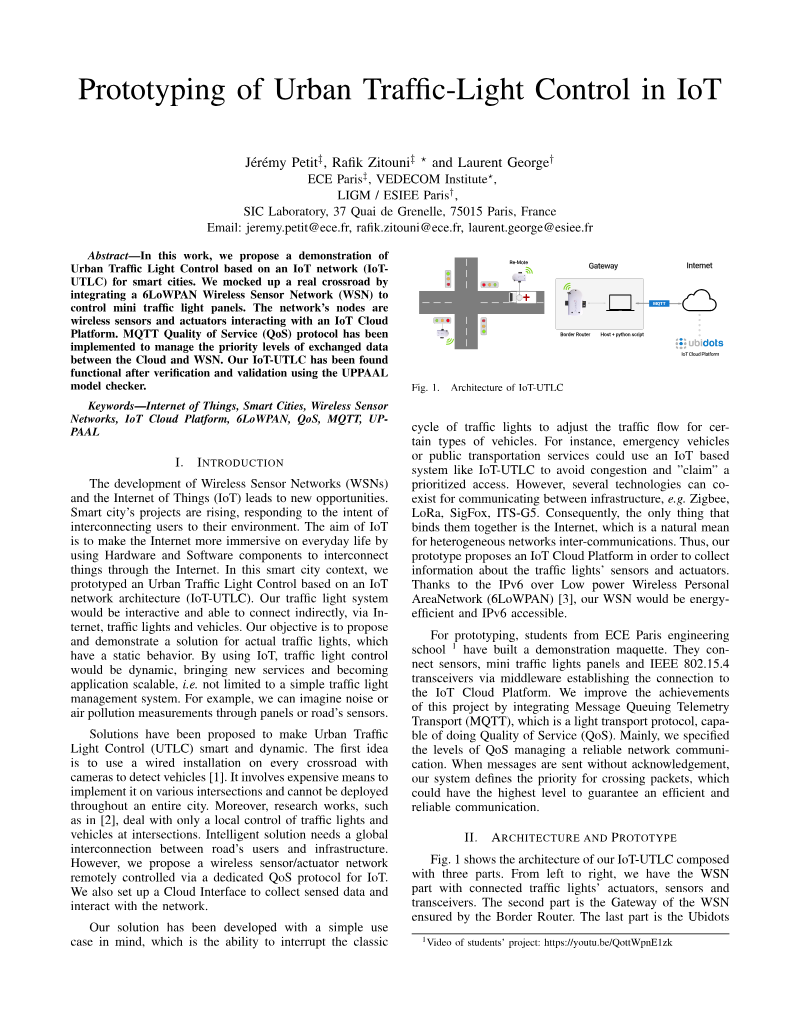 Prototyping of Urban Traffic-Light Control in IoT
Jérémy Petit‡, Rafik Zitouni‡ ⋆ and Laurent George†
ECE Paris‡, VEDECOM Institute⋆,
LIGM / ESIEE Paris†,
SIC Laboratory, 37 Quai de Grenelle, 75015 Paris, France
Email: jeremy.petit@ece.fr, rafik.zitouni@ece.fr, laurent.george@esiee.fr
Abstract—In this work, we propose a demonstration of
Urban Traffic Light Control based on an IoT network (IoT-
UTLC) for smart cities. We mocked up a real crossroad by
integrating a 6LoWPAN Wireless Sensor Network (WSN) to
control mini traffic light panels. The network's nodes are
wireless sensors and actuators interacting with an IoT Cloud
Platform. MQTT Quality of Service (QoS) protocol has been
implemented to manage the priority levels of exchanged data
between the Cloud and WSN. Our IoT-UTLC has been found
functional after verification and validation using the UPPAAL
model checker.
Keywords—Internet of Things, Smart Cities, Wireless Sensor
Networks, IoT Cloud Platform, 6LoWPAN, QoS, MQTT, UP-
PAAL
I. INTRODUCTION
The development of Wireless Sensor Networks (WSNs)
and the Internet of Things (IoT) leads to new opportunities.
Smart city's projects are rising, responding to the intent of
interconnecting users to their environment. The aim of IoT
is to make the Internet more immersive on everyday life by
using Hardware and Software components to interconnect
things through the Internet. In this smart city context, we
prototyped an Urban Traffic Light Control based on an IoT
network architecture (IoT-UTLC). Our traffic light system
would be interactive and able to connect indirectly, via In-
ternet, traffic lights and vehicles. Our objective is to propose
and demonstrate a solution for actual traffic lights, which
have a static behavior. By using IoT, traffic light control
would be dynamic, bringing new services and becoming
application scalable, i.e. not limited to a simple traffic light
management system. For example, we can imagine noise or
air pollution measurements through panels or road's sensors.
Solutions have been proposed to make Urban Traffic
Light Control (UTLC) smart and dynamic. The first idea
is to use a wired installation on every crossroad with
cameras to detect vehicles [1]. It involves expensive means to
implement it on various intersections and cannot be deployed
throughout an entire city. Moreover, research works, such
as in [2], deal with only a local control of traffic lights and
vehicles at intersections. Intelligent solution needs a global
interconnection between road's users and infrastructure.
However, we propose a wireless sensor/actuator network
remotely controlled via a dedicated QoS protocol for IoT.
We also set up a Cloud Interface to collect sensed data and
interact with the network.
Our solution has been developed with a simple use
case in mind, which is the ability to interrupt the classic
Re-Mote
Gateway
Internet
MQTT
Border Router
Host + python script
ubidots
IoT Cloud Platform
Fig. 1. Architecture of IoT-UTLC
cycle of traffic lights to adjust the traffic flow for cer-
tain types of vehicles. For instance, emergency vehicles
or public transportation services could use an IoT based
system like IoT-UTLC to avoid congestion and ”claim” a
prioritized access. However, several technologies can co-
exist for communicating between infrastructure, e.g. Zigbee,
LoRa, SigFox, ITS-G5. Consequently, the only thing that
binds them together is the Internet, which is a natural mean
for heterogeneous networks inter-communications. Thus, our
prototype proposes an IoT Cloud Platform in order to collect
information about the traffic lights' sensors and actuators.
Thanks to the IPv6 over Low power Wireless Personal
AreaNetwork (6LoWPAN) [3], our WSN would be energy-
efficient and IPv6 accessible.
For prototyping, students from ECE Paris engineering
school 1 have built a demonstration maquette. They con-
nect sensors, mini traffic lights panels and IEEE 802.15.4
transceivers via middleware establishing the connection to
the IoT Cloud Platform. We improve the achievements
of this project by integrating Message Queuing Telemetry
Transport (MQTT), which is a light transport protocol, capa-
ble of doing Quality of Service (QoS). Mainly, we specified
the levels of QoS managing a reliable network communi-
cation. When messages are sent without acknowledgement,
our system defines the priority for crossing packets, which
could have the highest level to guarantee an efficient and
reliable communication.
II. ARCHITECTURE AND PROTOTYPE
Fig. 1 shows the architecture of our IoT-UTLC composed
with three parts. From left to right, we have the WSN
part with connected traffic lights' actuators, sensors and
transceivers. The second part is the Gateway of the WSN
ensured by the Border Router. The last part is the Ubidots
1Video of students' project: https://youtu.be/QottWpnE1zk